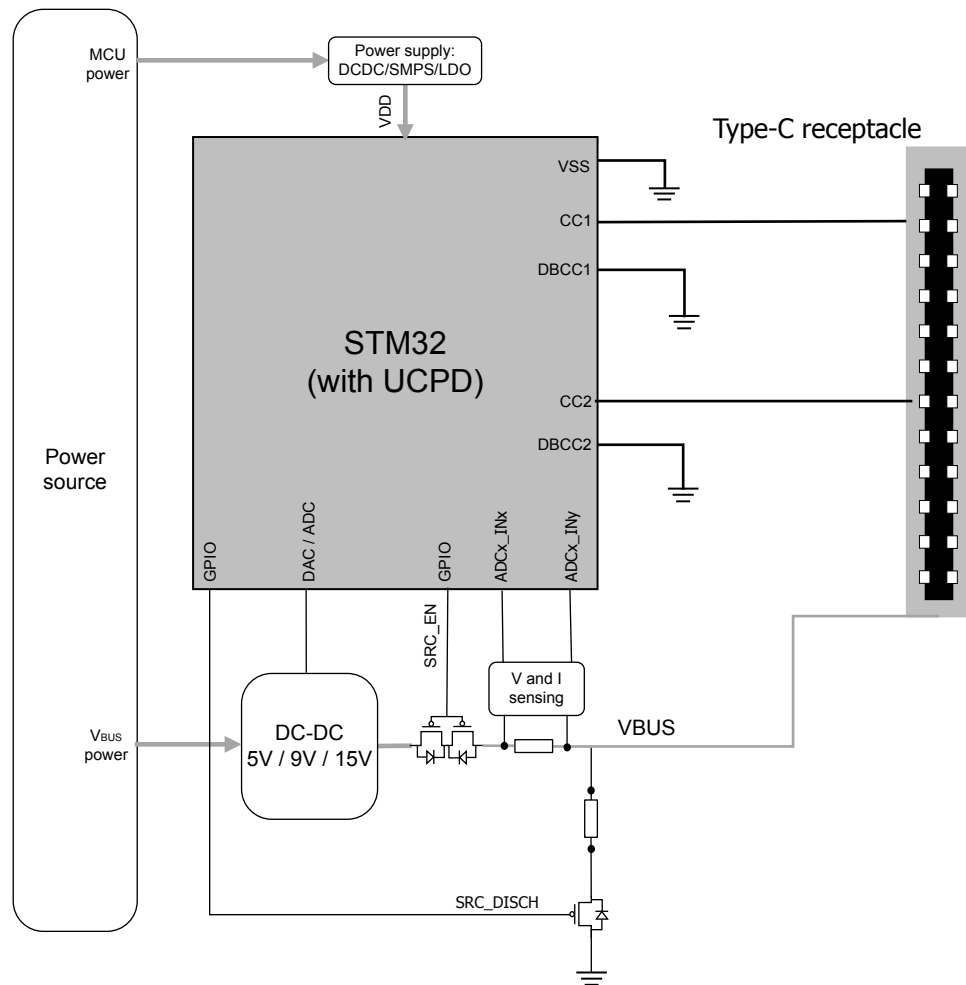 MCU
power
Power supply:
DCDC/SMPS/LDO
VDD
Type-C receptacle
VSS
CC1
DBCC1
STM32
(with UCPD)
CC2
DBCC2
Power
source
GPIO
DAC / ADC
GPIO
ADCx_INx
ADCx_INy
SRC_EN
V and I
sensing
VBUS
DC-DC
5V / 9V / 15V
VBUS
power
SRC_DISCH